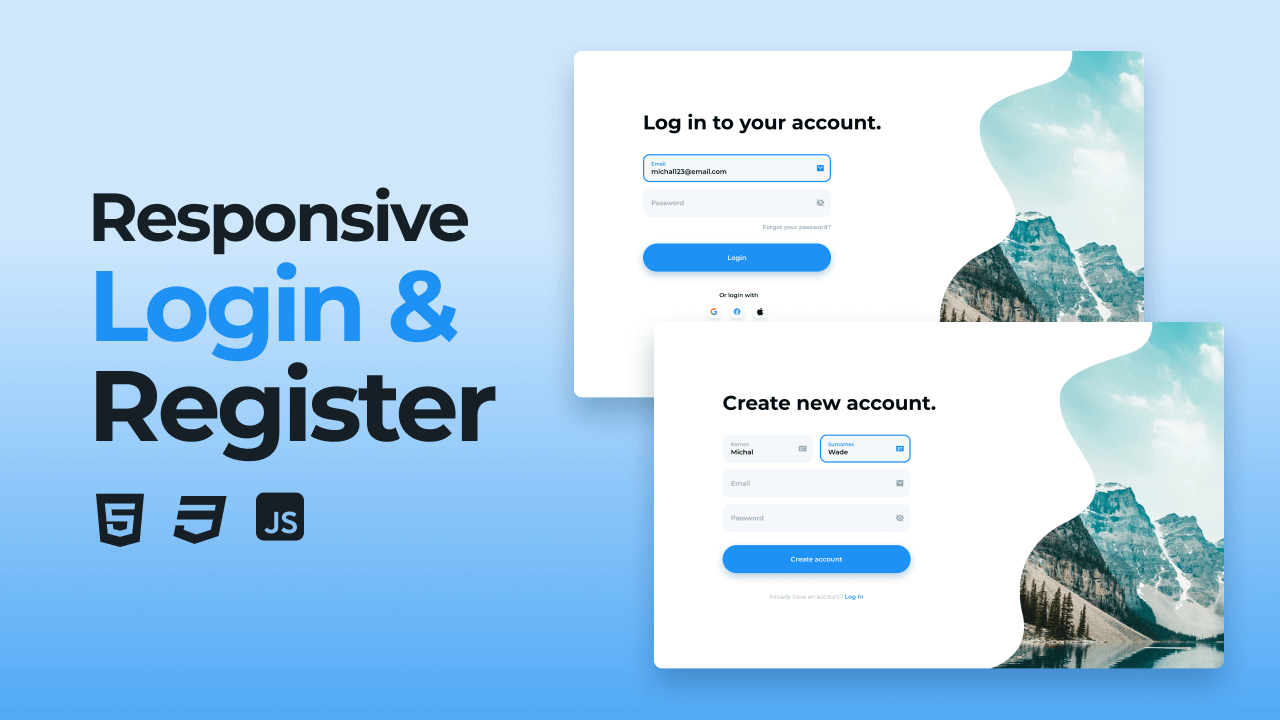 Responsive
Login &
Register
JS
Log in to your account.
Email
michal123@email.com
Password
Forgot your password?
Login
Or login with
Create new account.
Names
Michal
Surnames
Wade
Email
Password
Create account
Already have an account? Log In